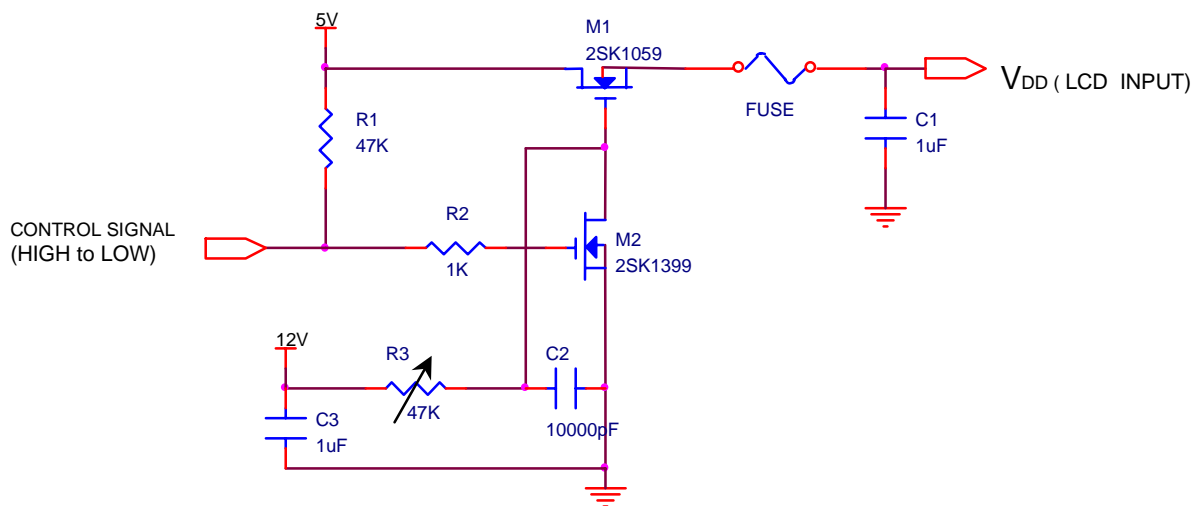 5V
M1
2SK1059
FUSE
VDD ( LCD INPUT)
R1
47K
C1
1uF
CONTROL SIGNAL
(HIGH to LOW)
R2
1K
M2
2SK1399
12V
R3
47K
C2
10000pF
C3
1uF